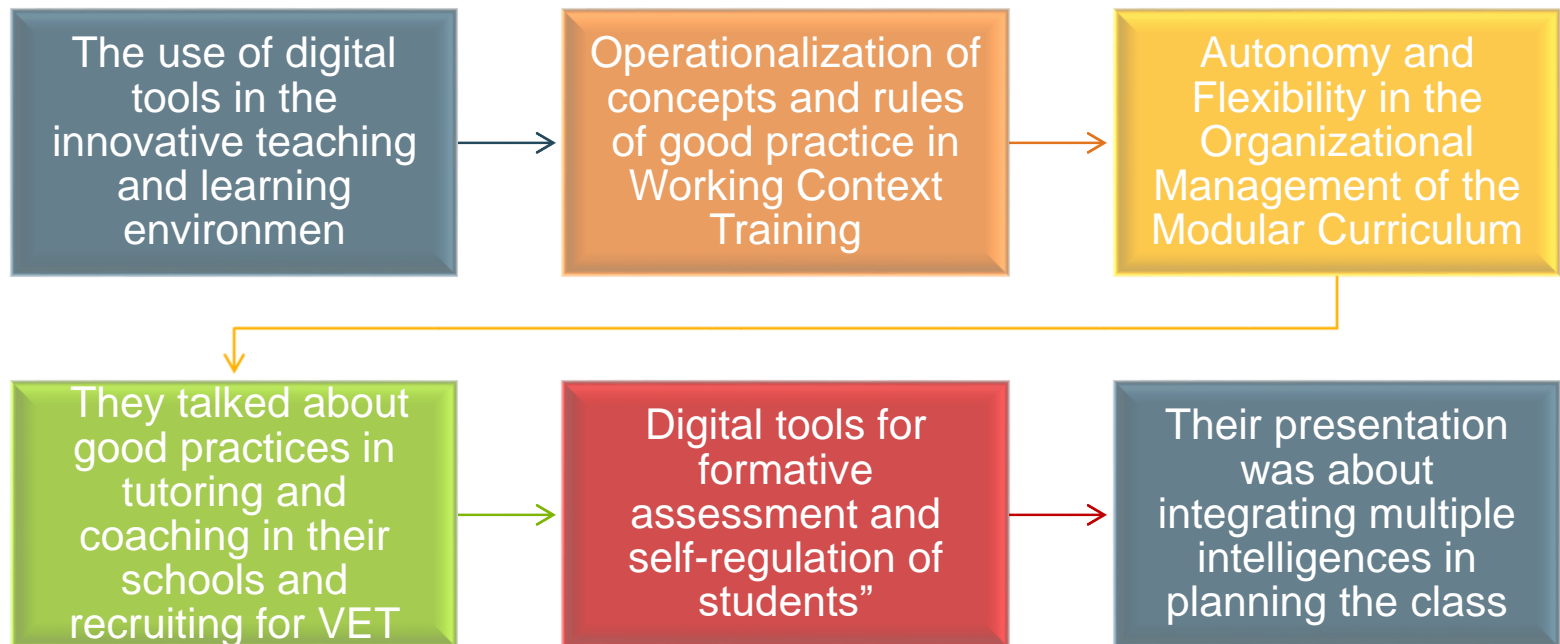 The use of digital
tools in the
innovative teaching
and learning
environmen
Operationalization of
concepts and rules
of good practice in
Working Context
Training
Autonomy and
Flexibility in the
Organizational
Management of the
Modular Curriculum
They talked about
good practices in
tutoring and
coaching in their
schools and
recruiting for VET
Digital tools for
formative
assessment and
self-regulation of
students”
Their presentation
was about
integrating multiple
intelligences in
planning the class